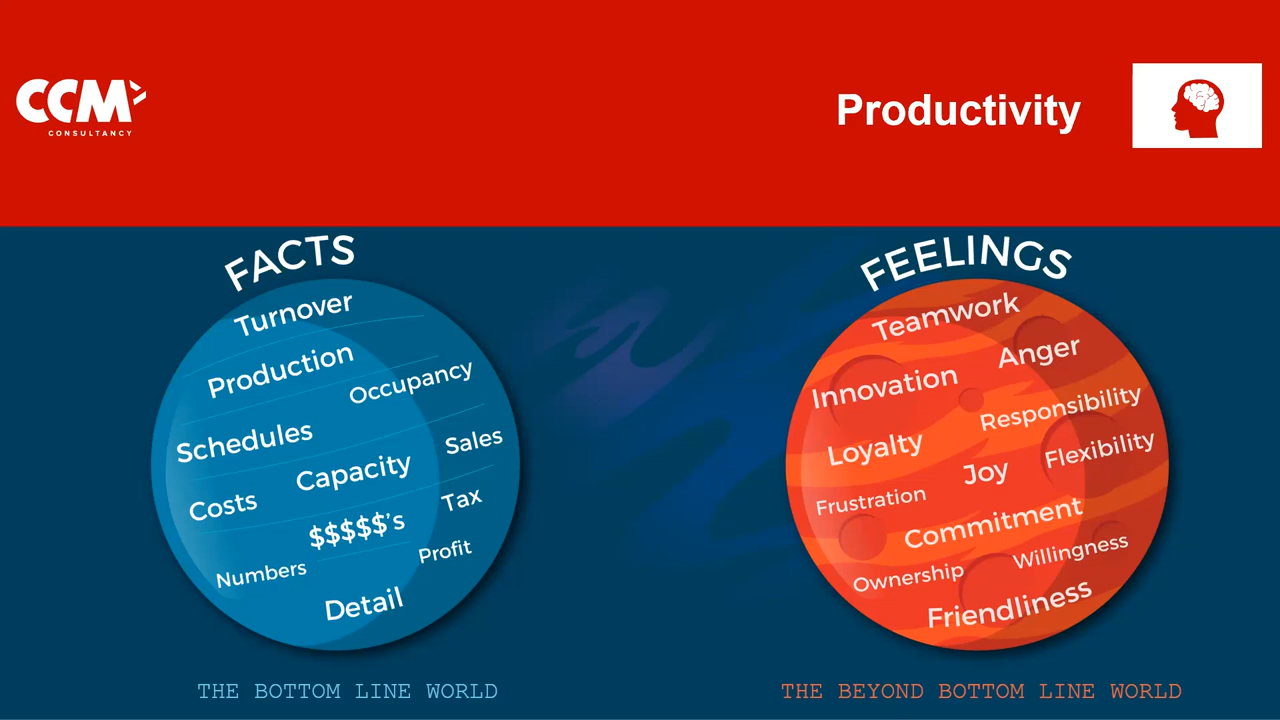 CCM
CONSULTANCY
Productivity
FACTS
Turnover
Production
Occupancy
Schedules
Sales
Capacity
Costs
Tax
$$$$$'s
Profit
Numbers
Detail
THE BOTTOM LINE WORLD
FEELINGS
Teamwork
Anger
Innovation
Responsibility
Loyalty
Flexibility
Joy
Frustration
Commitment
Willingness
Ownership
Friendliness
THE BEYOND BOTTOM LINE WORLD